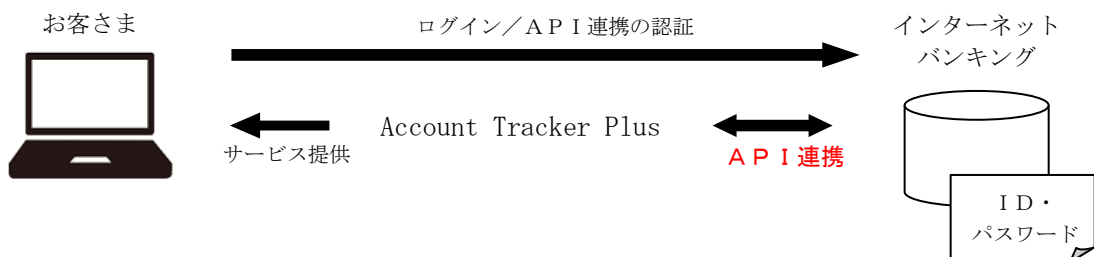 お客さま
ログイン／ＡＰＩ連携の認証
インターネット
バンキング
Account Tracker Plus
サービス提供
ＡＰＩ連携
ＩＤ・
パスワード